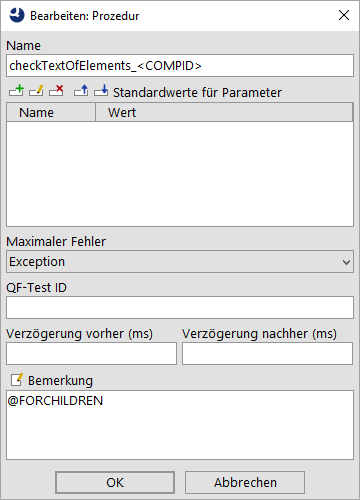 Bearbeiten: Prozedur
Name
checkTextOfElements_<COMPID>
Standardwerte für Parameter
Name Wert
Maximaler Fehler
Exception
QF-Test ID
Verzögerung vorher (ms) Verzögerung nachher (ms)
Bemerkung
@FORCHILDREN
OK Abbrechen